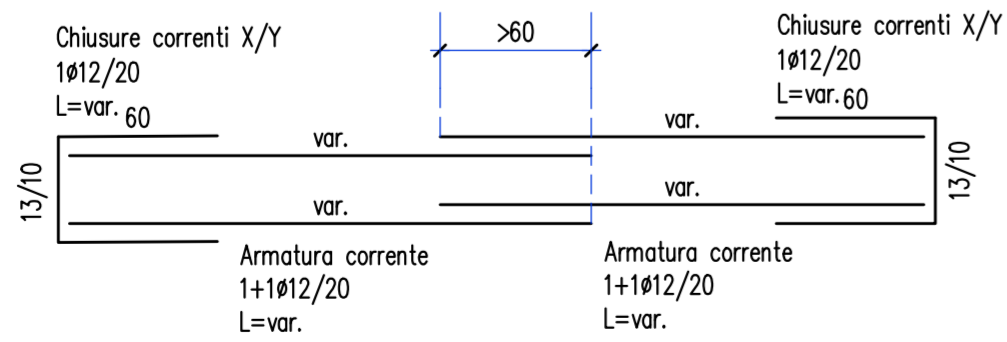 Chiusure correnti X/Y
1ø12/20
L=var.
60
>60
Chiusure correnti X/Y
1ø12/20
L=var.
60
var.
var.
13/10
13/10
var.
var.
Armatura corrente
1+1ø12/20
L=var.
Armatura corrente
1+1ø12/20
L=var.